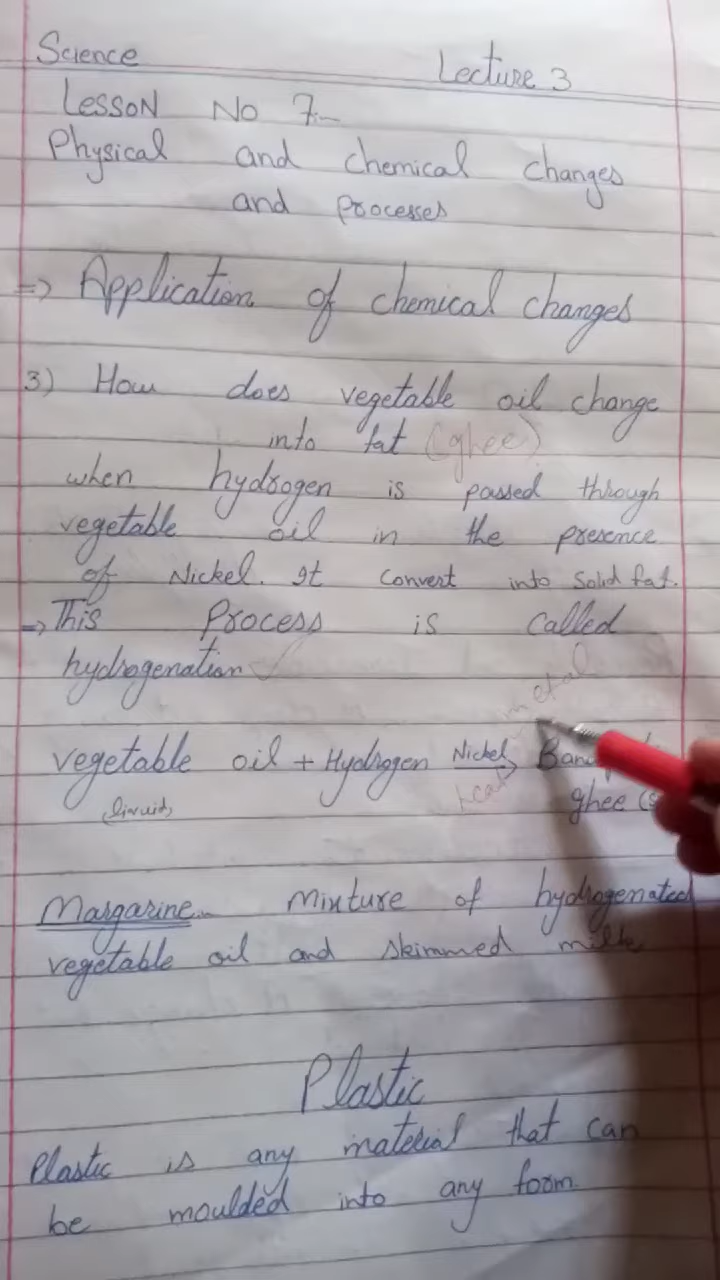 Science Lecture 3
Lesson No 7
Physical and chemical changes
and processes
=> Application of chemical changes
3) How does vegetable oil change
into fat (ghee)
when hydrogen is passed through
vegetable oil in the presence
of Nickel. It convert into solid fat.
=> This Process is called
hydrogenation
metal
vegetable oil + Hydrogen Nickel
heat
(liquid) ghee
Margarine mixture of hydrogenated
vegetable oil and skimmed milk
Plastic
Plastic is any material that can
be moulded into any form.